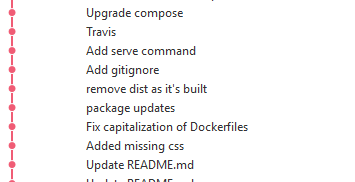 Upgrade compose
Travis
Add serve command
Add gitignore
remove dist as it's built
package updates
Fix capitalization of Dockerfiles
Added missing css
Update README.md